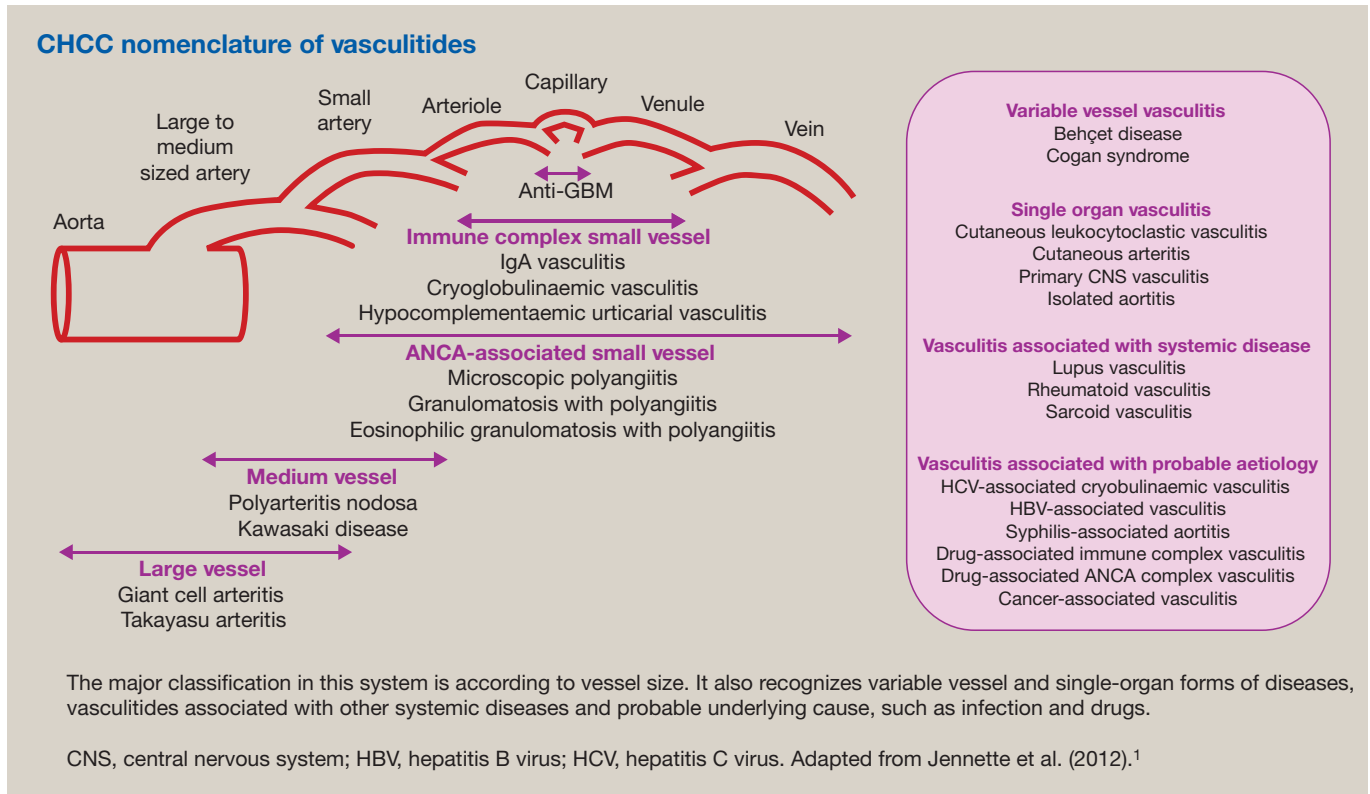 CHCC nomenclature of vasculitides
Aorta
Large to
medium
sized artery
Small
artery
Arteriole
Capillary
Venule
Vein
Anti-GBM
Immune complex small vessel
IgA vasculitis
Cryoglobulinaemic vasculitis
Hypocomplementaemic urticarial vasculitis
ANCA-associated small vessel
Microscopic polyangiitis
Granulomatosis with polyangiitis
Eosinophilic granulomatosis with polyangiitis
Medium vessel
Polyarteritis nodosa
Kawasaki disease
Large vessel
Giant cell arteritis
Takayasu arteritis
Variable vessel vasculitis
Behçet disease
Cogan syndrome
Single organ vasculitis
Cutaneous leukocytoclastic vasculitis
Cutaneous arteritis
Primary CNS vasculitis
Isolated aortitis
Vasculitis associated with systemic disease
Lupus vasculitis
Rheumatoid vasculitis
Sarcoid vasculitis
Vasculitis associated with probable aetiology
HCV-associated cryobulinaemic vasculitis
HBV-associated vasculitis
Syphilis-associated aortitis
Drug-associated immune complex vasculitis
Drug-associated ANCA complex vasculitis
Cancer-associated vasculitis
The major classification in this system is according to vessel size. It also recognizes variable vessel and single-organ forms of diseases,
vasculitides associated with other systemic diseases and probable underlying cause, such as infection and drugs.
CNS, central nervous system; HBV, hepatitis B virus; HCV, hepatitis C virus. Adapted from Jennette et al. (2012).¹